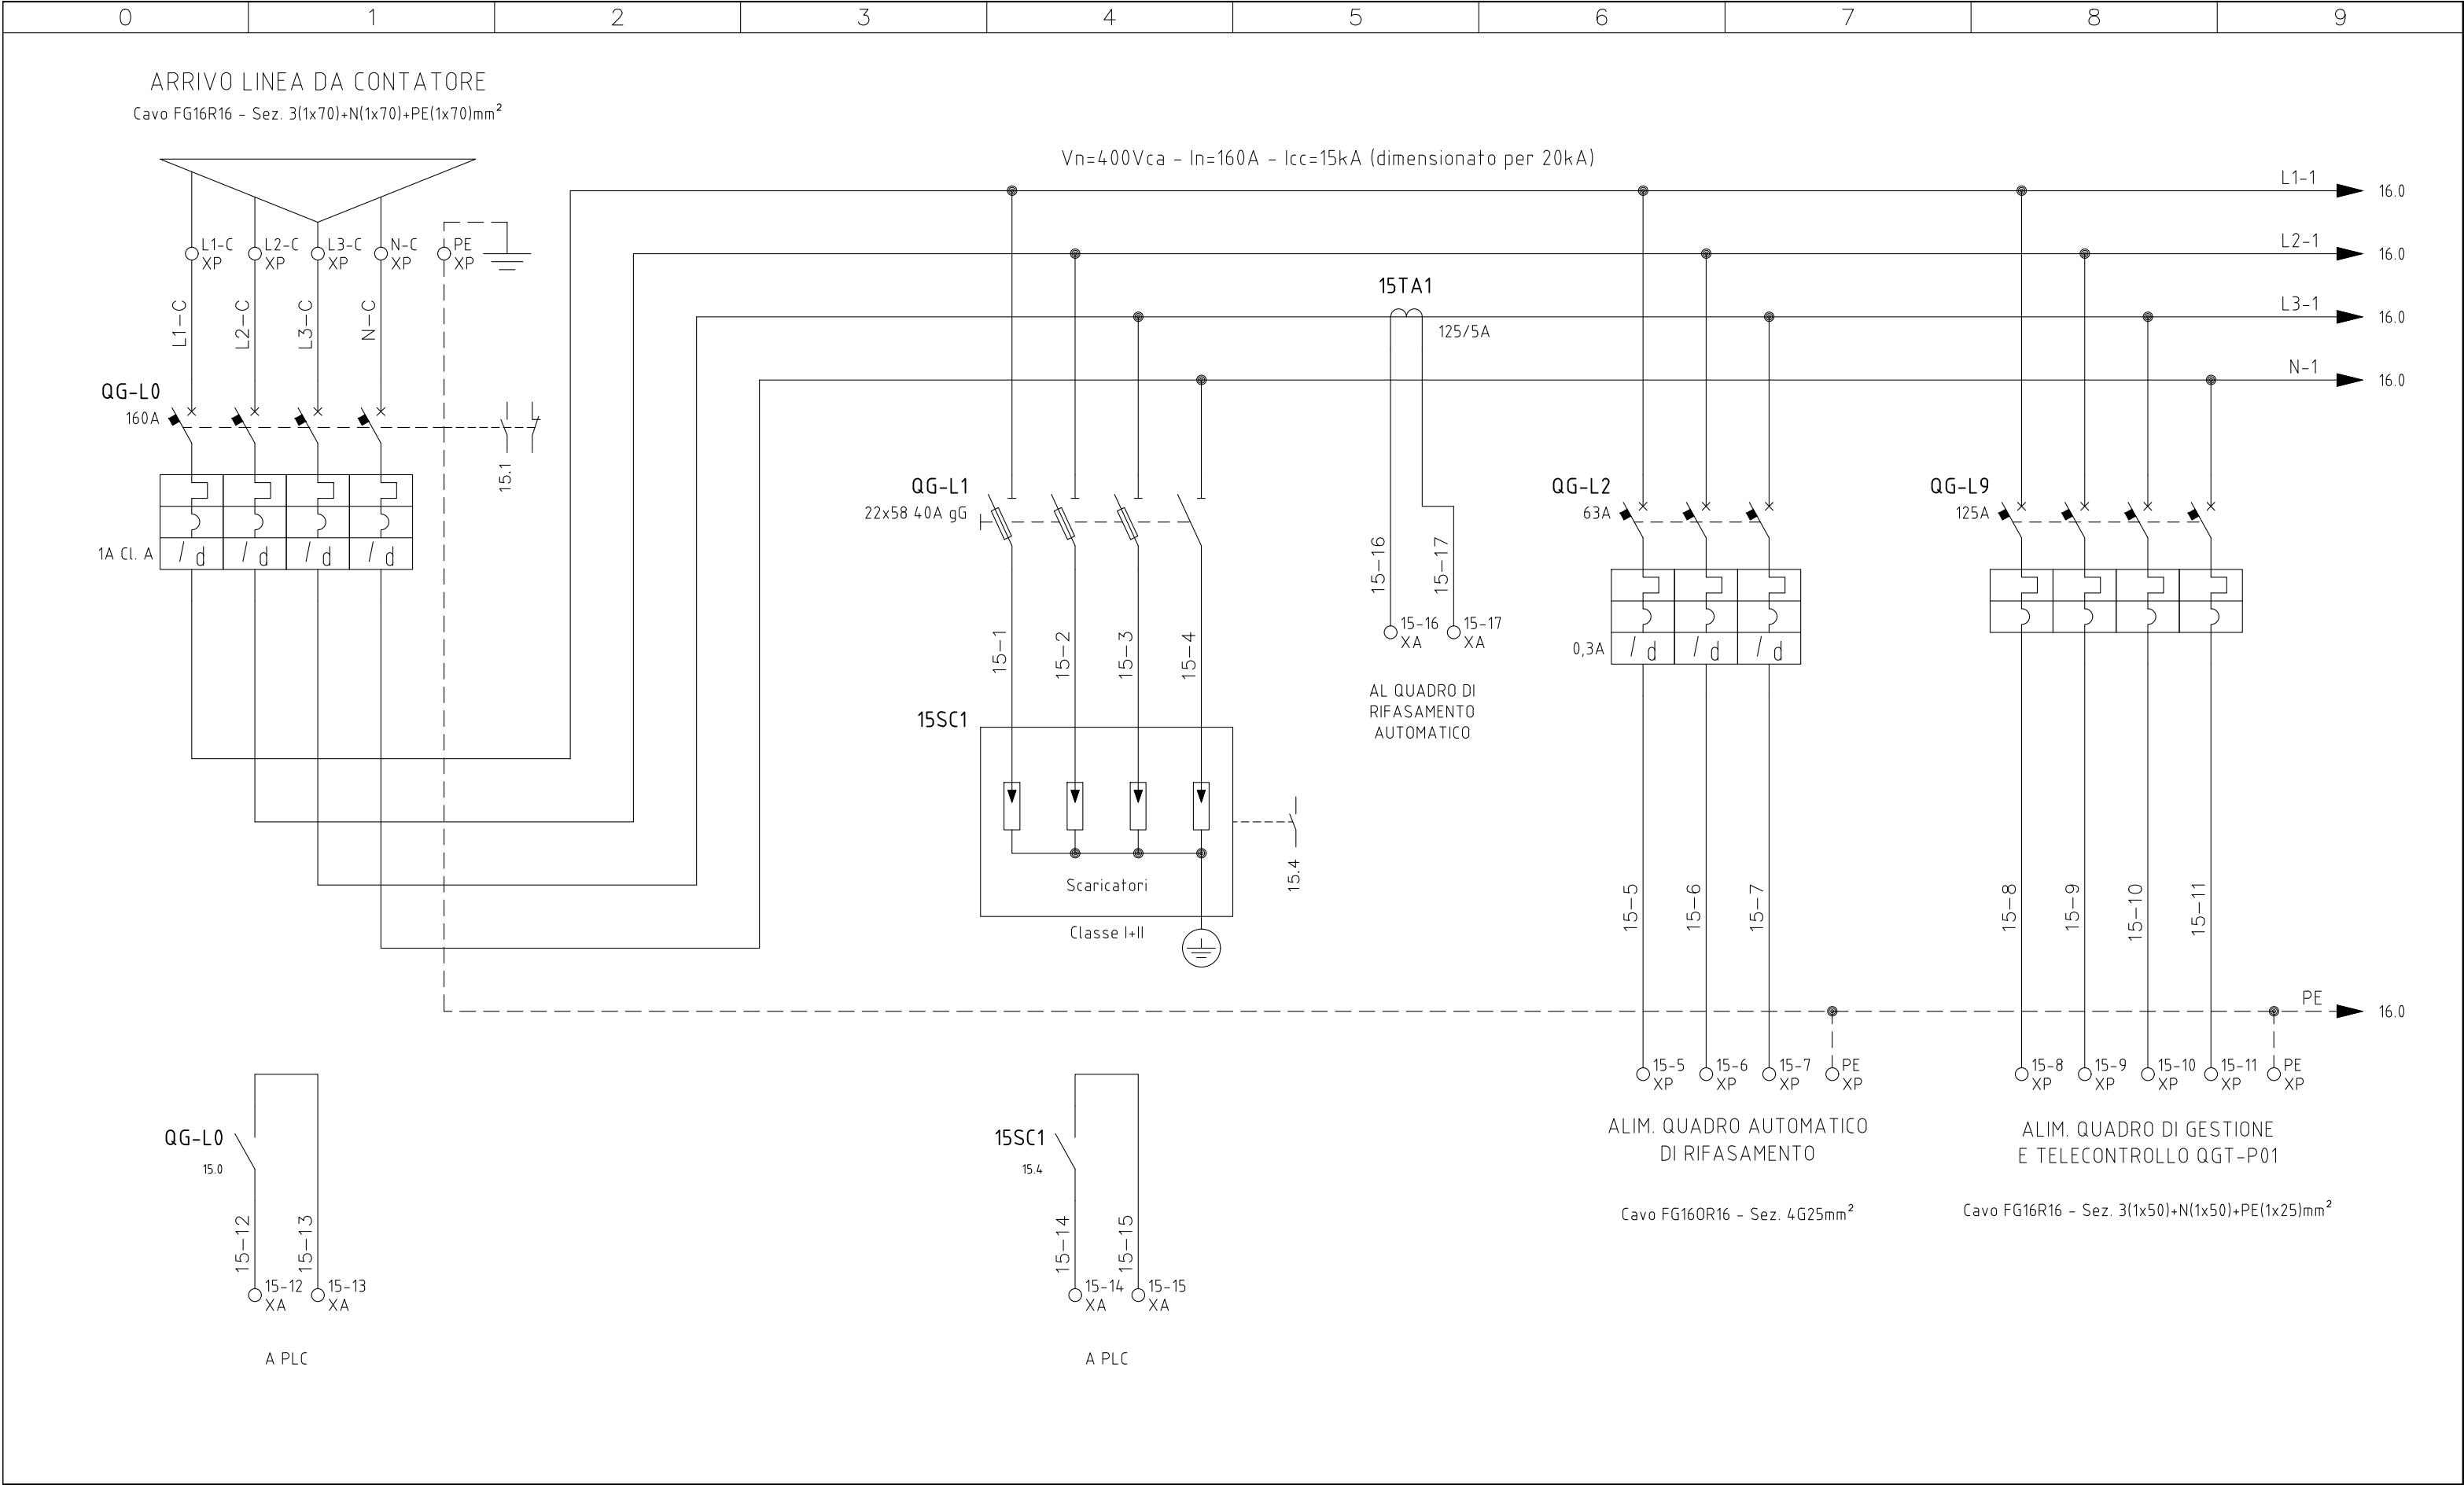 0 1 2 3 4 5 6 7 8 9
ARRIVO LINEA DA CONTATORE
Cavo FG16R16 - Sez. 3(1x70)+N(1x70)+PE(1x70)mm²
Vn=400Vca - In=160A - Icc=15kA (dimensionato per 20kA)
L1-1 16.0
L2-1 16.0
L3-1 16.0
N-1 16.0
L1-C XP
L2-C XP
L3-C XP
N-C XP
PE XP
L1-C
L2-C
L3-C
N-C
QG-L0
160A
15.1
1A Cl. A
/d /d /d /d
15TA1
125/5A
15-16
15-17
15-16 XA
15-17 XA
AL QUADRO DI
RIFASAMENTO
AUTOMATICO
QG-L1
22x58 40A gG
15-1
15-2
15-3
15-4
15SC1
Scaricatori
Classe I+II
15.4
QG-L2
63A
0,3A
/d /d /d
15-5
15-6
15-7
QG-L9
125A
15-8
15-9
15-10
15-11
PE 16.0
15-5 XP
15-6 XP
15-7 XP
PE XP
15-8 XP
15-9 XP
15-10 XP
15-11 XP
PE XP
ALIM. QUADRO AUTOMATICO
DI RIFASAMENTO
Cavo FG16OR16 - Sez. 4G25mm²
ALIM. QUADRO DI GESTIONE
E TELECONTROLLO QGT-P01
Cavo FG16R16 - Sez. 3(1x50)+N(1x50)+PE(1x25)mm²
QG-L0
15.0
15-12
15-13
15-12 XA
15-13 XA
A PLC
15SC1
15.4
15-14
15-15
15-14 XA
15-15 XA
A PLC